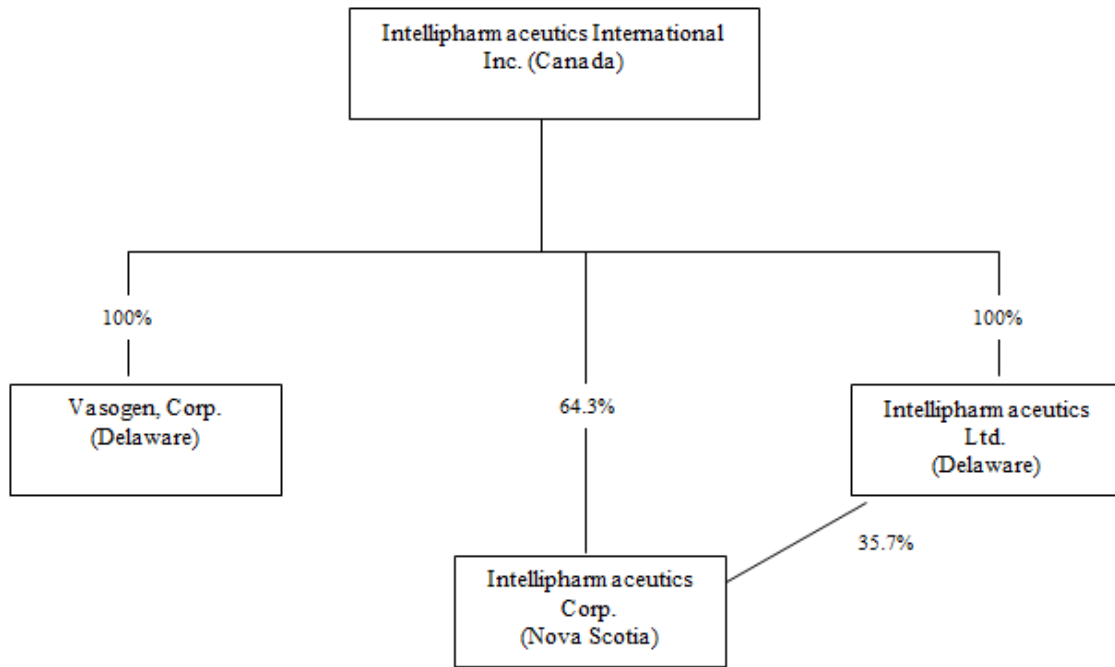 Intellipharmaceutics International
Inc. (Canada)
100%
100%
Vasogen, Corp.
(Delaware)
64.3%
Intellipharmaceutics
Ltd.
(Delaware)
35.7%
Intellipharmaceutics
Corp.
(Nova Scotia)